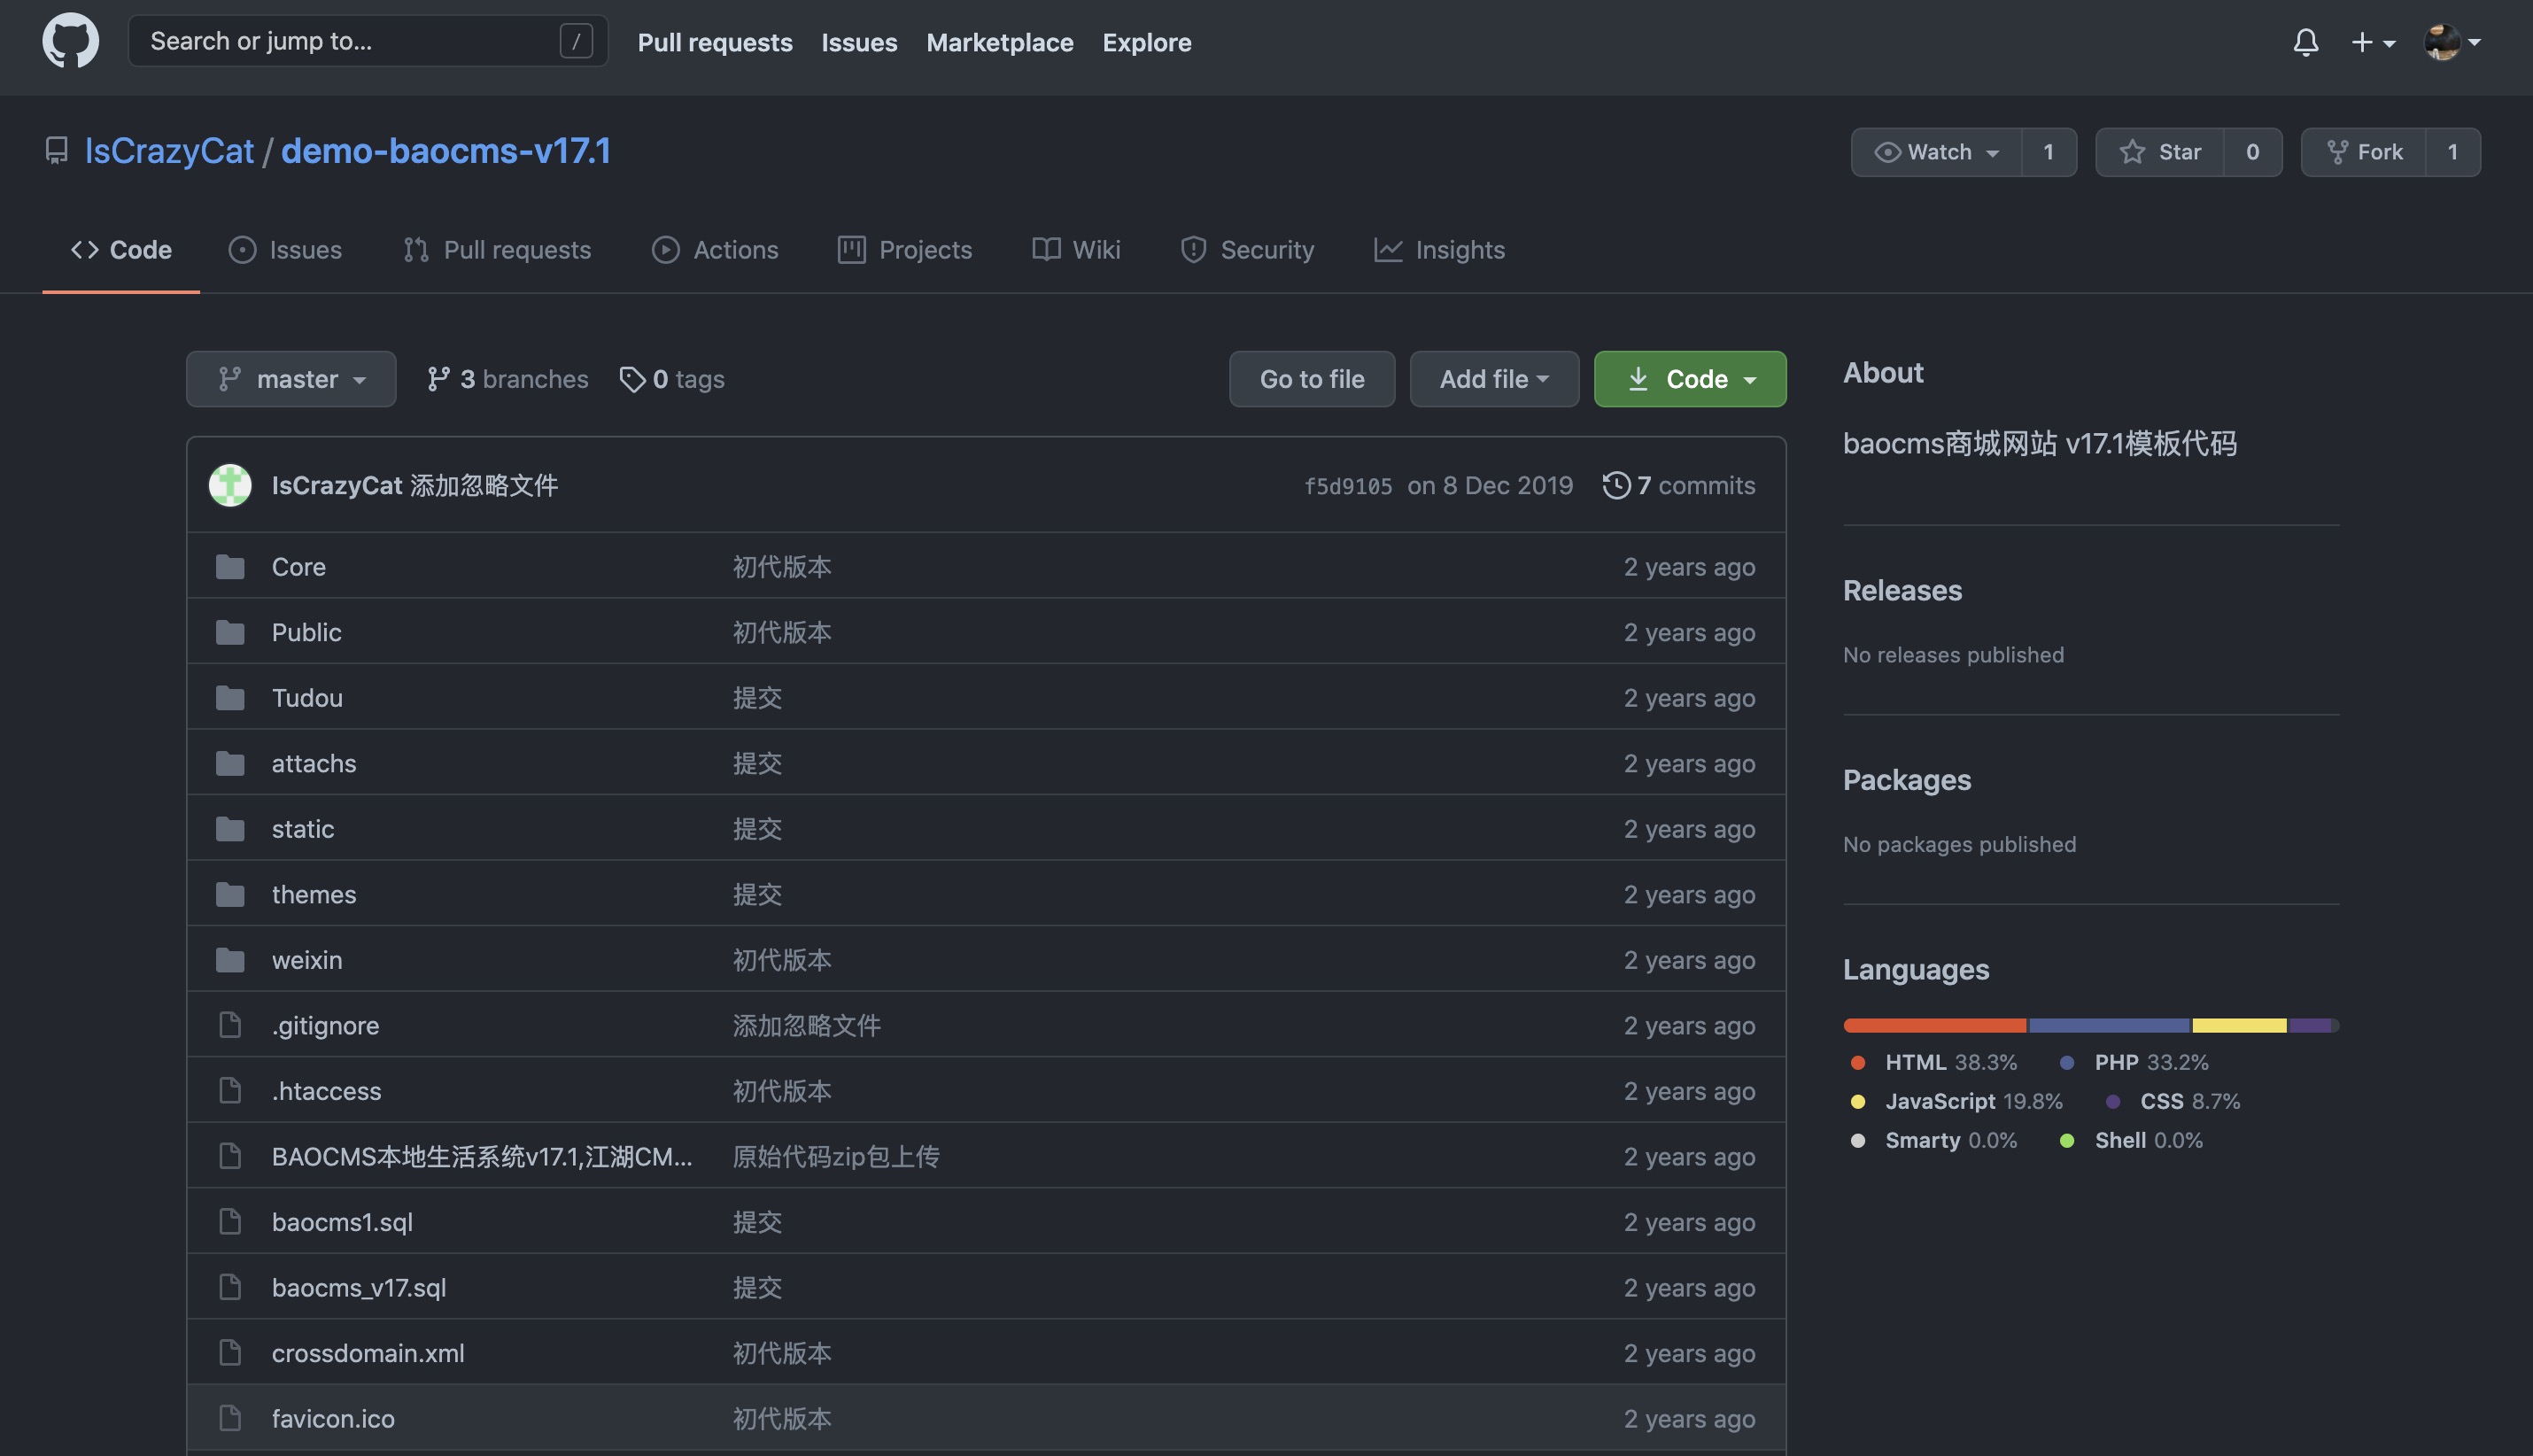 Search or jump to... / Pull requests Issues Marketplace Explore
IsCrazyCat / demo-baocms-v17.1 Watch 1 Star 0 Fork 1
Code Issues Pull requests Actions Projects Wiki Security Insights
master 3 branches 0 tags Go to file Add file Code
IsCrazyCat 添加忽略文件 f5d9105 on 8 Dec 2019 7 commits
Core 初代版本 2 years ago
Public 初代版本 2 years ago
Tudou 提交 2 years ago
attachs 提交 2 years ago
static 提交 2 years ago
themes 提交 2 years ago
weixin 初代版本 2 years ago
.gitignore 添加忽略文件 2 years ago
.htaccess 初代版本 2 years ago
BAOCMS本地生活系统v17.1,江湖CM... 原始代码zip包上传 2 years ago
baocms1.sql 提交 2 years ago
baocms_v17.sql 提交 2 years ago
crossdomain.xml 初代版本 2 years ago
favicon.ico 初代版本 2 years ago
About
baocms商城网站 v17.1模板代码
Releases
No releases published
Packages
No packages published
Languages
HTML 38.3% PHP 33.2%
JavaScript 19.8% CSS 8.7%
Smarty 0.0% Shell 0.0%